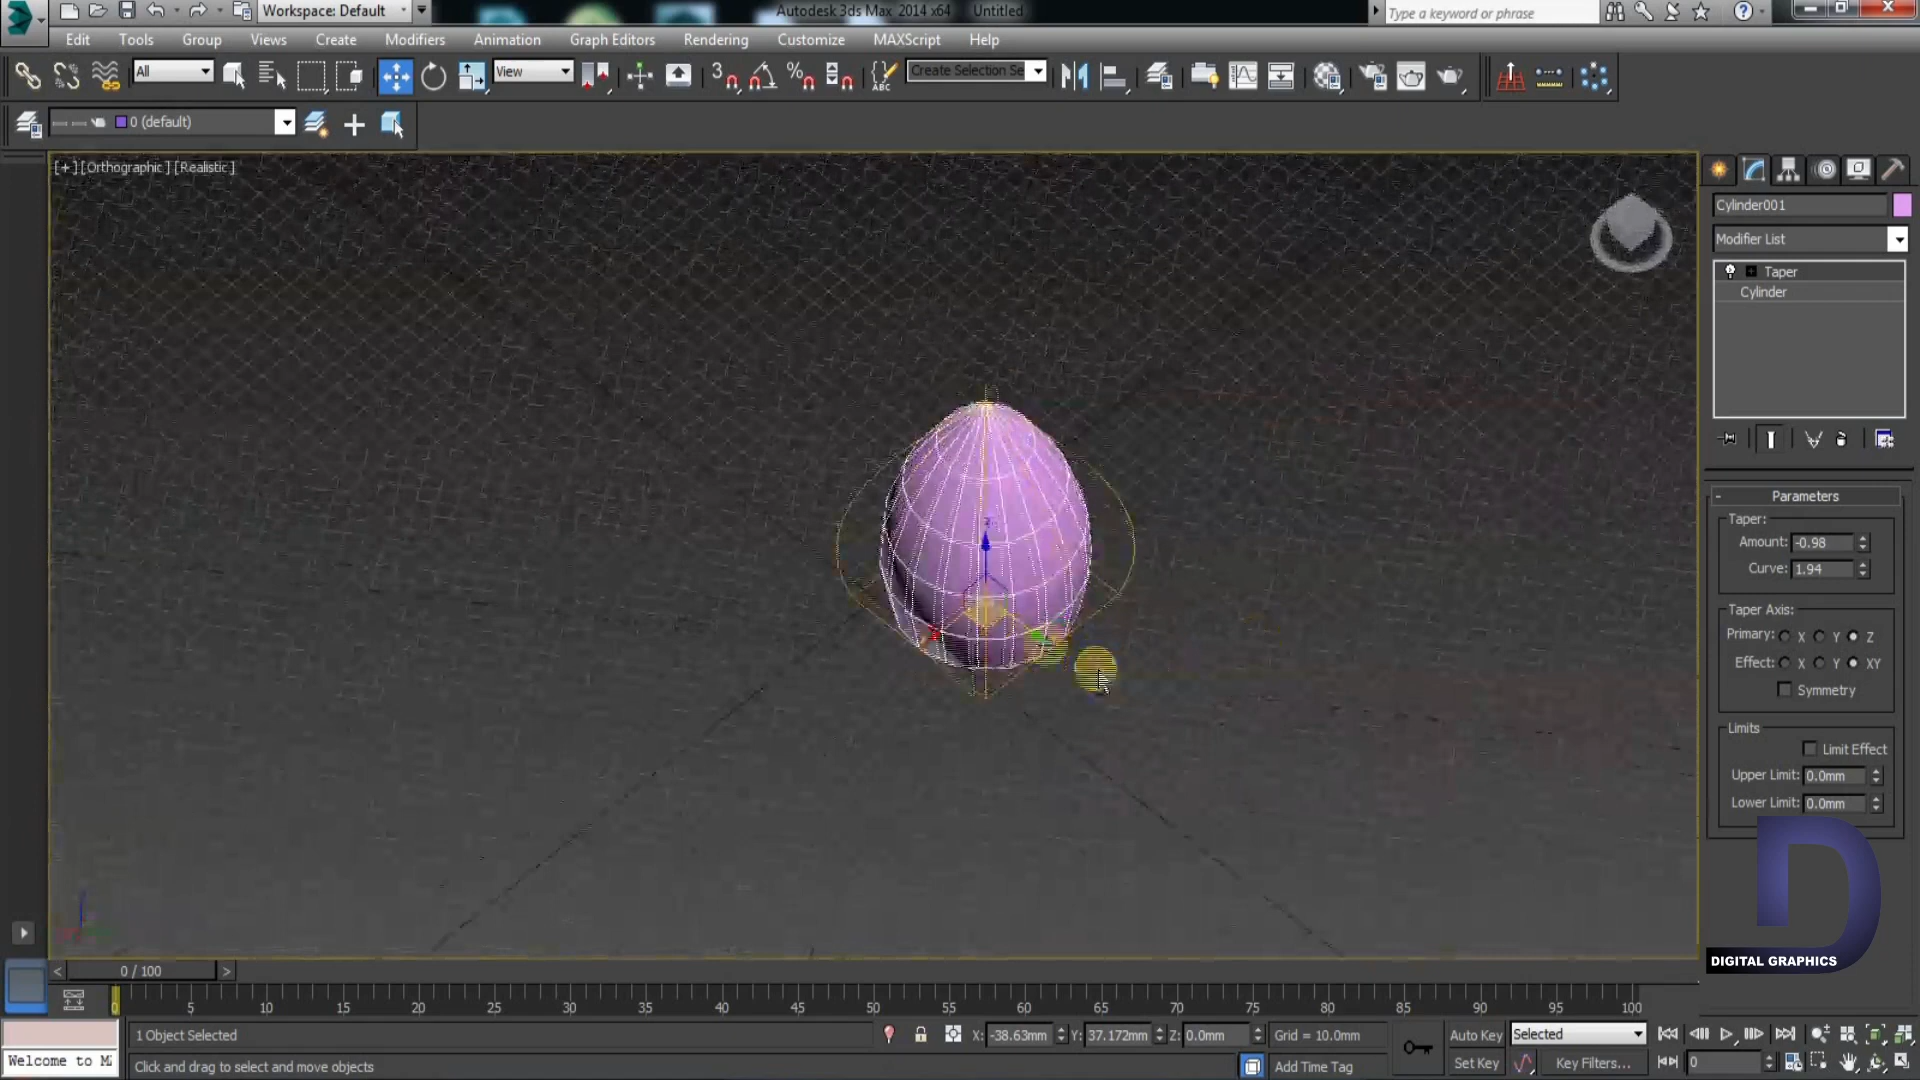 Workspace: Default
Autodesk 3ds Max 2014 x64 Untitled
Type a keyword or phrase
Edit Tools Group Views Create Modifiers Animation Graph Editors Rendering Customize MAXScript Help
All
View
3
ABC
Create Selection Se
0 (default)
[+][Orthographic][Realistic]
Cylinder001
Modifier List
Taper
Cylinder
- Parameters
Taper:
Amount: -0.98
Curve: 1.94
Taper Axis:
Primary: X Y Z
Effect: X Y XY
Symmetry
Limits
Limit Effect
Upper Limit: 0.0mm
Lower Limit: 0.0mm
D
DIGITAL GRAPHICS
< 0 / 100 >
0 5 10 15 20 25 30 35 40 45 50 55 60 65 70 75 80 85 90 95 100
1 Object Selected
X: -38.63mm Y: 37.172mm Z: 0.0mm
Grid = 10.0mm
Auto Key
Selected
Welcome to M
Click and drag to select and move objects
Add Time Tag
Set Key
Key Filters...
0